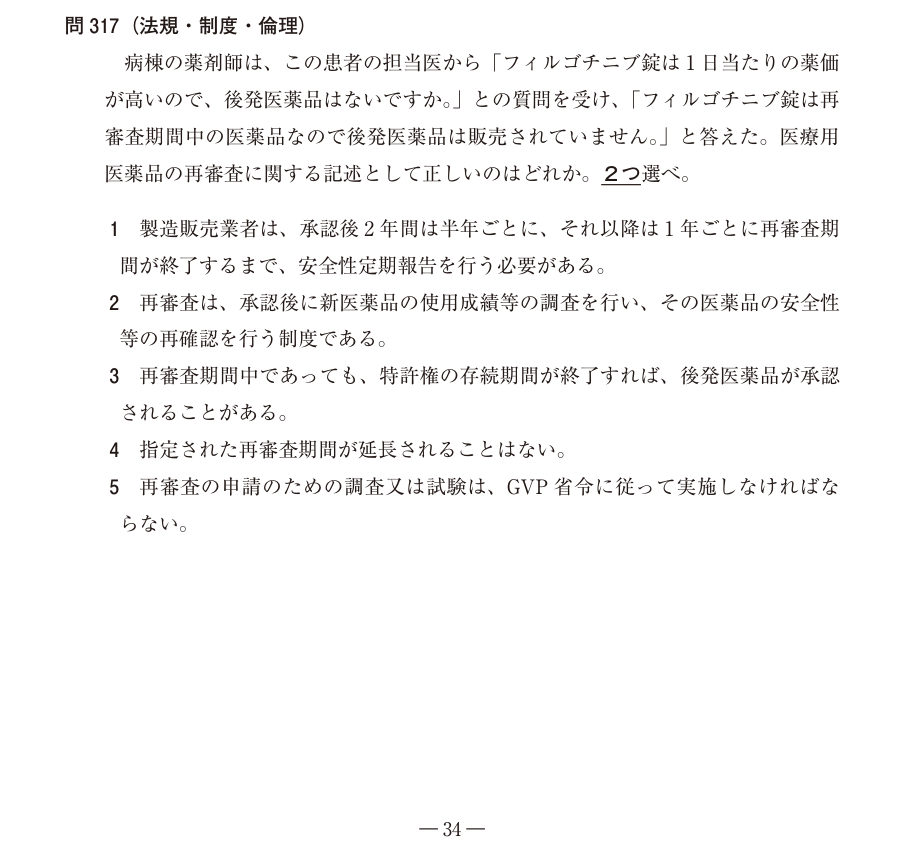 問 317（法規・制度・倫理）
病棟の薬剤師は、この患者の担当医から「フィルゴチニブ錠は１日当たりの薬価
が高いので、後発医薬品はないですか。」との質問を受け、「フィルゴチニブ錠は再
審査期間中の医薬品なので後発医薬品は販売されていません。」と答えた。医療用
医薬品の再審査に関する記述として正しいのはどれか。２つ選べ。
1 製造販売業者は、承認後２年間は半年ごとに、それ以降は１年ごとに再審査期
間が終了するまで、安全性定期報告を行う必要がある。
2 再審査は、承認後に新医薬品の使用成績等の調査を行い、その医薬品の安全性
等の再確認を行う制度である。
3 再審査期間中であっても、特許権の存続期間が終了すれば、後発医薬品が承認
されることがある。
4 指定された再審査期間が延長されることはない。
5 再審査の申請のための調査又は試験は、GVP 省令に従って実施しなければな
らない。
― 34 ―